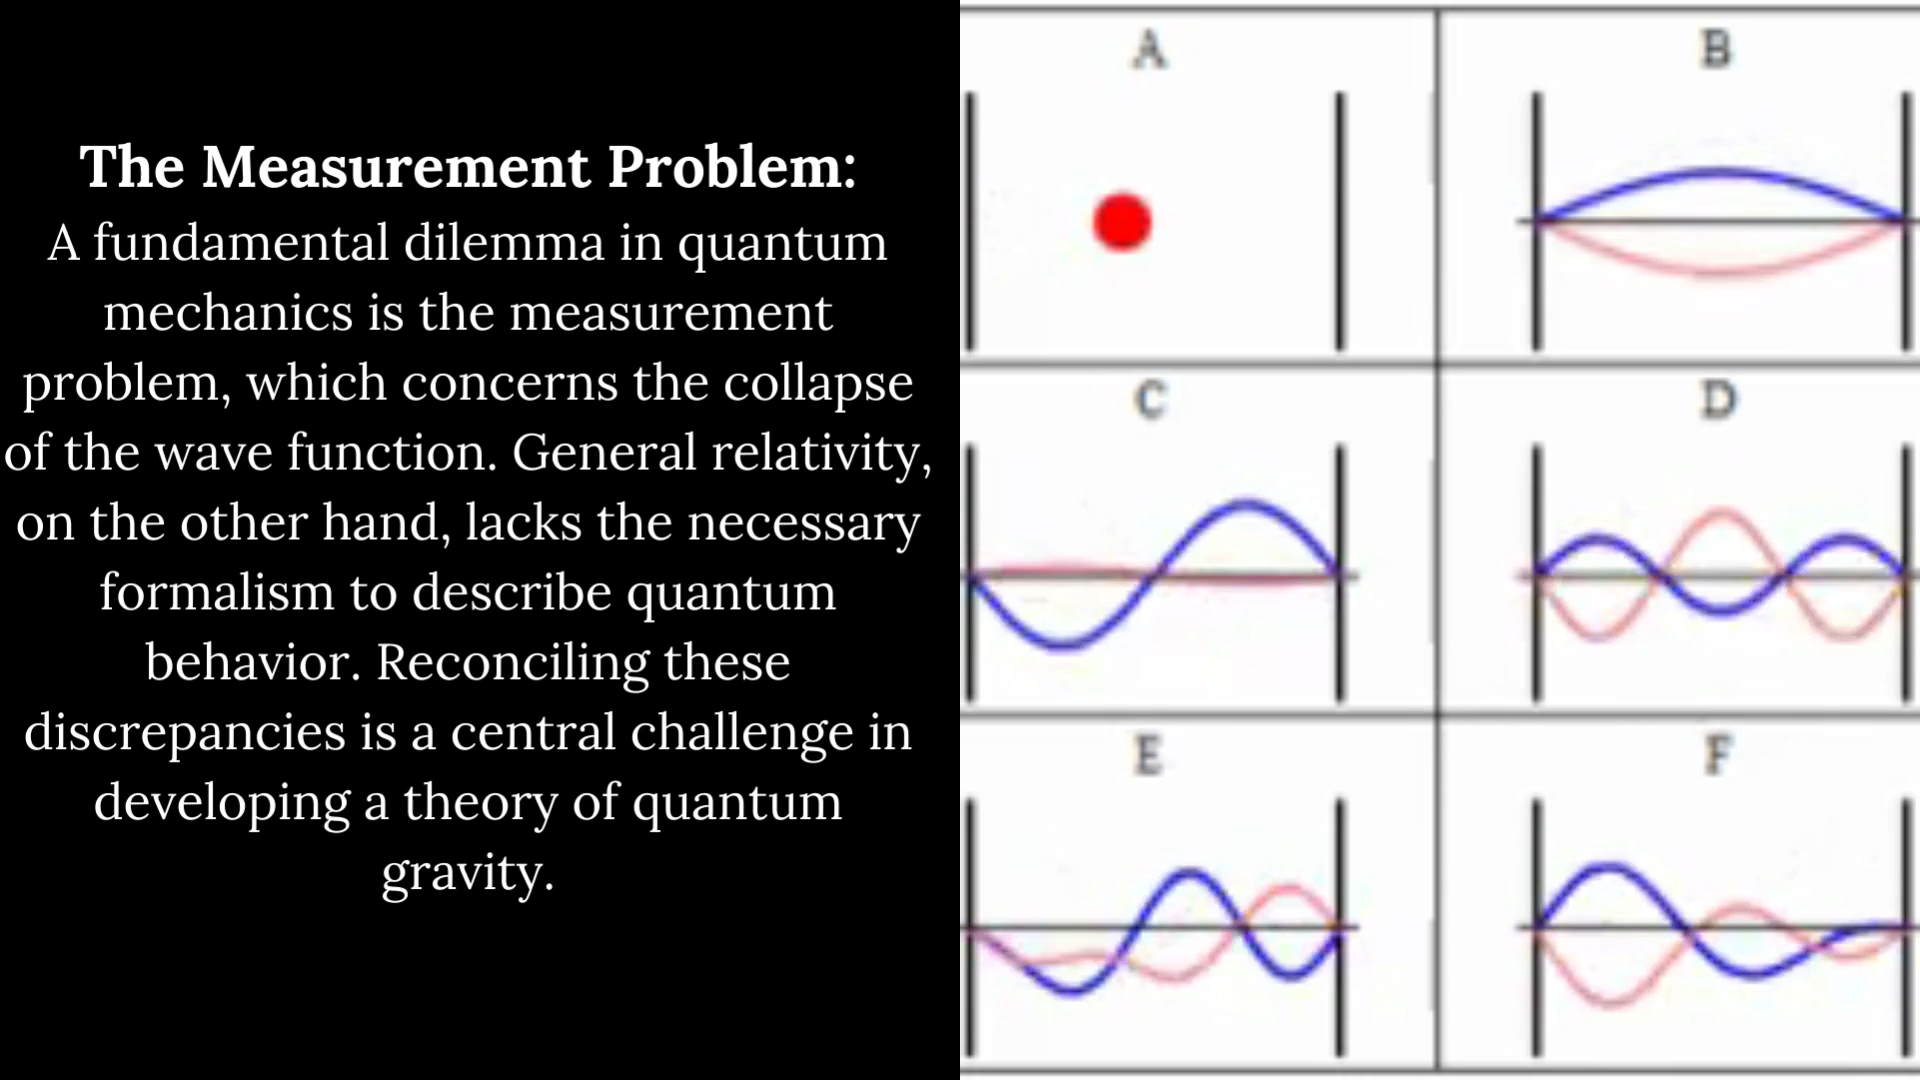 The Measurement Problem:
A fundamental dilemma in quantum
mechanics is the measurement
problem, which concerns the collapse
of the wave function. General relativity,
on the other hand, lacks the necessary
formalism to describe quantum
behavior. Reconciling these
discrepancies is a central challenge in
developing a theory of quantum
gravity.
A
B
C
D
E
F